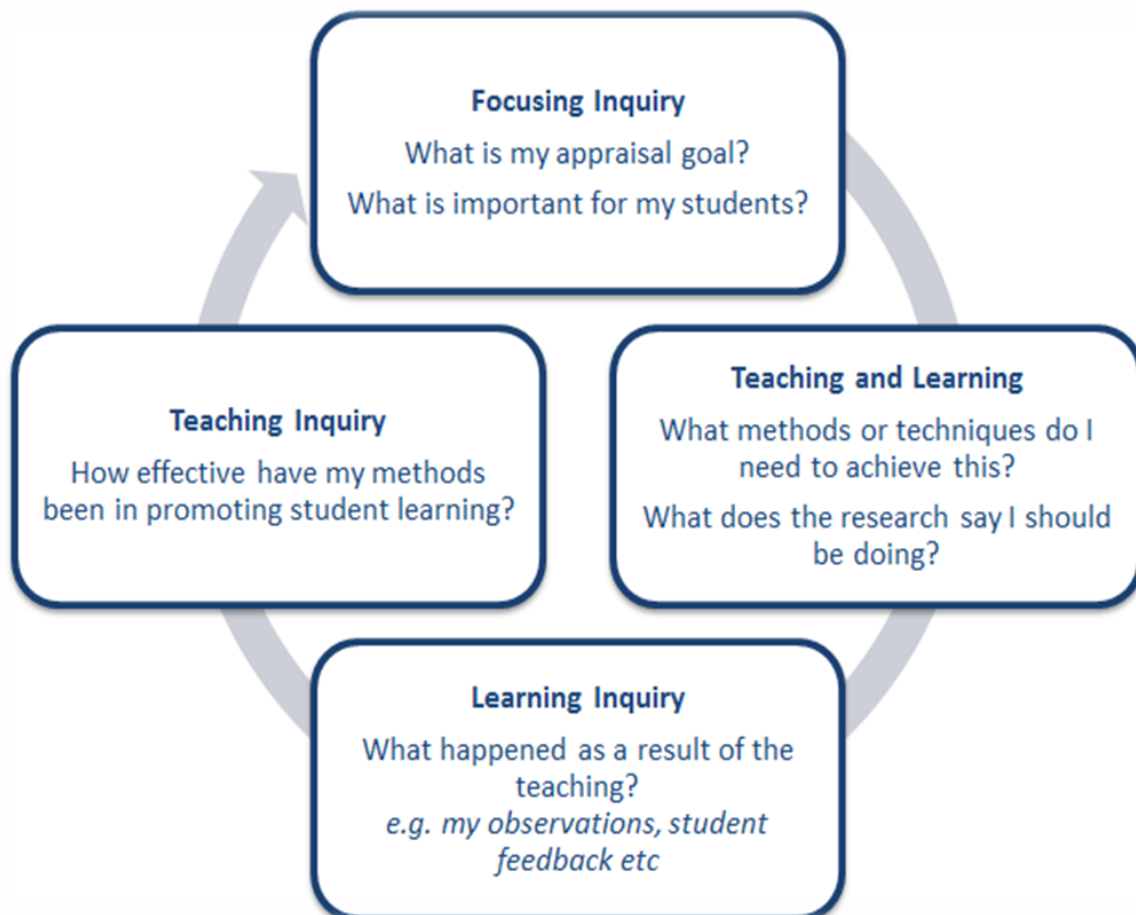 Focusing Inquiry
What is my appraisal goal?
What is important for my students?
Teaching and Learning
What methods or techniques do I
need to achieve this?
What does the research say I should
be doing?
Learning Inquiry
What happened as a result of the
teaching?
e.g. my observations, student
feedback etc
Teaching Inquiry
How effective have my methods
been in promoting student learning?